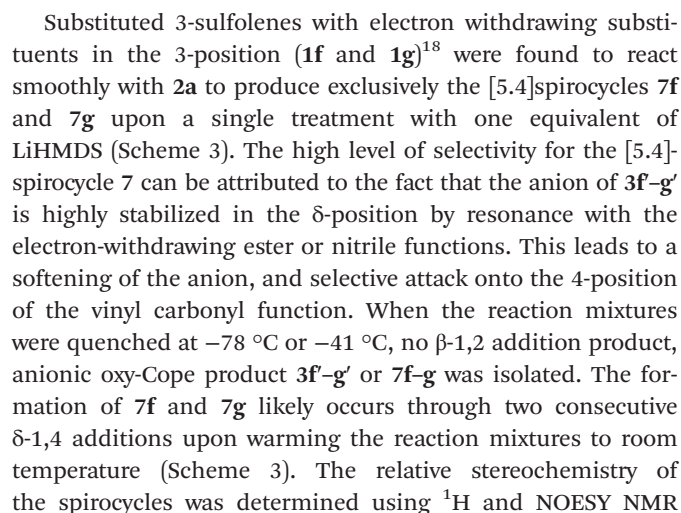 Substituted 3-sulfolenes with electron withdrawing substi-
tuents in the 3-position (1f and 1g)18 were found to react
smoothly with 2a to produce exclusively the [5.4]spirocycles 7f
and 7g upon a single treatment with one equivalent of
LiHMDS (Scheme 3). The high level of selectivity for the [5.4]-
spirocycle 7 can be attributed to the fact that the anion of 3f′–g′
is highly stabilized in the δ-position by resonance with the
electron-withdrawing ester or nitrile functions. This leads to a
softening of the anion, and selective attack onto the 4-position
of the vinyl carbonyl function. When the reaction mixtures
were quenched at −78 °C or −41 °C, no β-1,2 addition product,
anionic oxy-Cope product 3f′–g′ or 7f–g was isolated. The for-
mation of 7f and 7g likely occurs through two consecutive
δ-1,4 additions upon warming the reaction mixtures to room
temperature (Scheme 3). The relative stereochemistry of
the spirocycles was determined using 1H and NOESY NMR